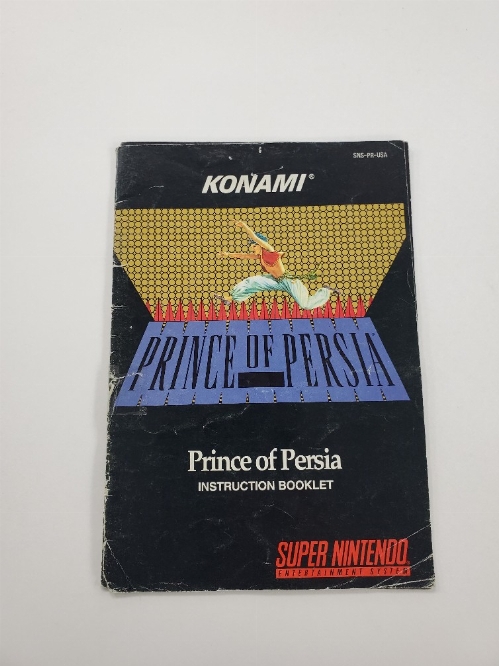 SNS-PR-USA
KONAMI®
PRINCE OF PERSIA
Prince of Persia
INSTRUCTION BOOKLET
SUPER NINTENDO
ENTERTAINMENT SYSTEM